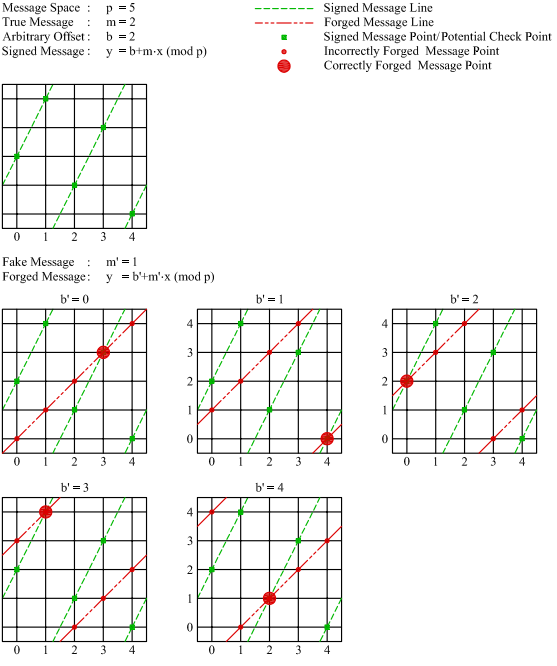 Message Space : p = 5
True Message : m = 2
Arbitrary Offset : b = 2
Signed Message : y = b+m·x (mod p)
Signed Message Line
Forged Message Line
Signed Message Point/Potential Check Point
Incorrectly Forged Message Point
Correctly Forged Message Point
0 1 2 3 4
Fake Message : m' = 1
Forged Message : y = b'+m'·x (mod p)
b' = 0 b' = 1 b' = 2
4 4
3 3
2 2
1 1
0 0
0 1 2 3 4 0 1 2 3 4 0 1 2 3 4
b' = 3 b' = 4
4
3
2
1
0
0 1 2 3 4 0 1 2 3 4